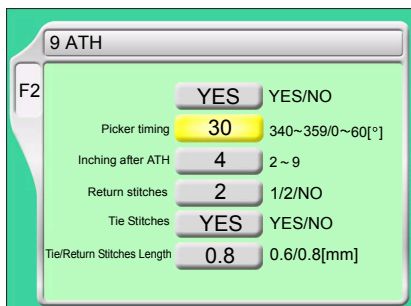 9 ATH
F2
YES YES/NO
Picker timing 30 340~359/0~60[°]
Inching after ATH 4 2~9
Return stitches 2 1/2/NO
Tie Stitches YES YES/NO
Tie/Return Stitches Length 0.8 0.6/0.8[mm]